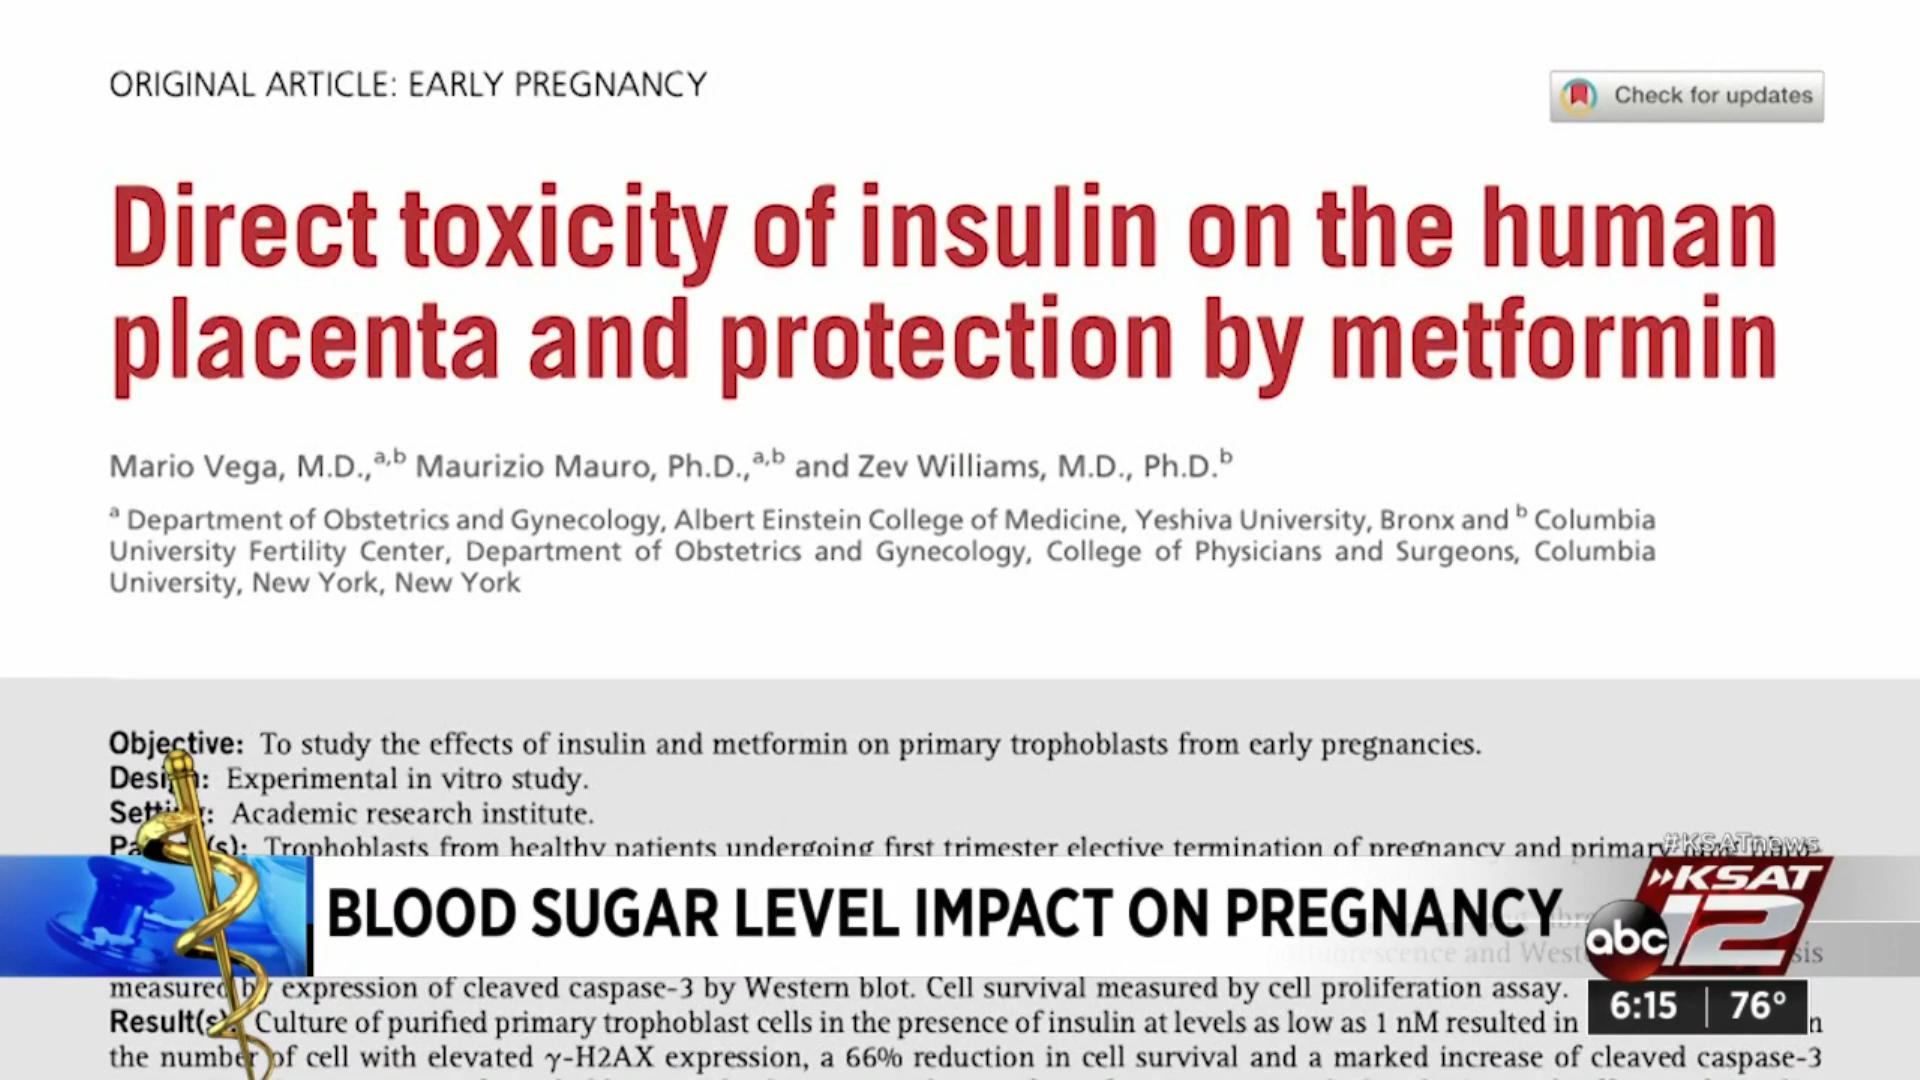 ORIGINAL ARTICLE: EARLY PREGNANCY
Check for updates
Direct toxicity of insulin on the human
placenta and protection by metformin
Mario Vega, M.D.,a,b Maurizio Mauro, Ph.D.,a,b and Zev Williams, M.D., Ph.D.b
a Department of Obstetrics and Gynecology, Albert Einstein College of Medicine, Yeshiva University, Bronx and b Columbia
University Fertility Center, Department of Obstetrics and Gynecology, College of Physicians and Surgeons, Columbia
University, New York, New York
Objective: To study the effects of insulin and metformin on primary trophoblasts from early pregnancies.
Design: Experimental in vitro study.
Setting: Academic research institute.
(s): Trophoblasts from healthy patients undergoing first trimester elective termination of pregnancy and primary
#KSATnews
»KSAT
12
abc
BLOOD SUGAR LEVEL IMPACT ON PREGNANCY
and West
measured by expression of cleaved caspase-3 by Western blot. Cell survival measured by cell proliferation assay.
6:15 | 76°
Result(s): Culture of purified primary trophoblast cells in the presence of insulin at levels as low as 1 nM resulted in
the number of cell with elevated γ-H2AX expression, a 66% reduction in cell survival and a marked increase of cleaved caspase-3